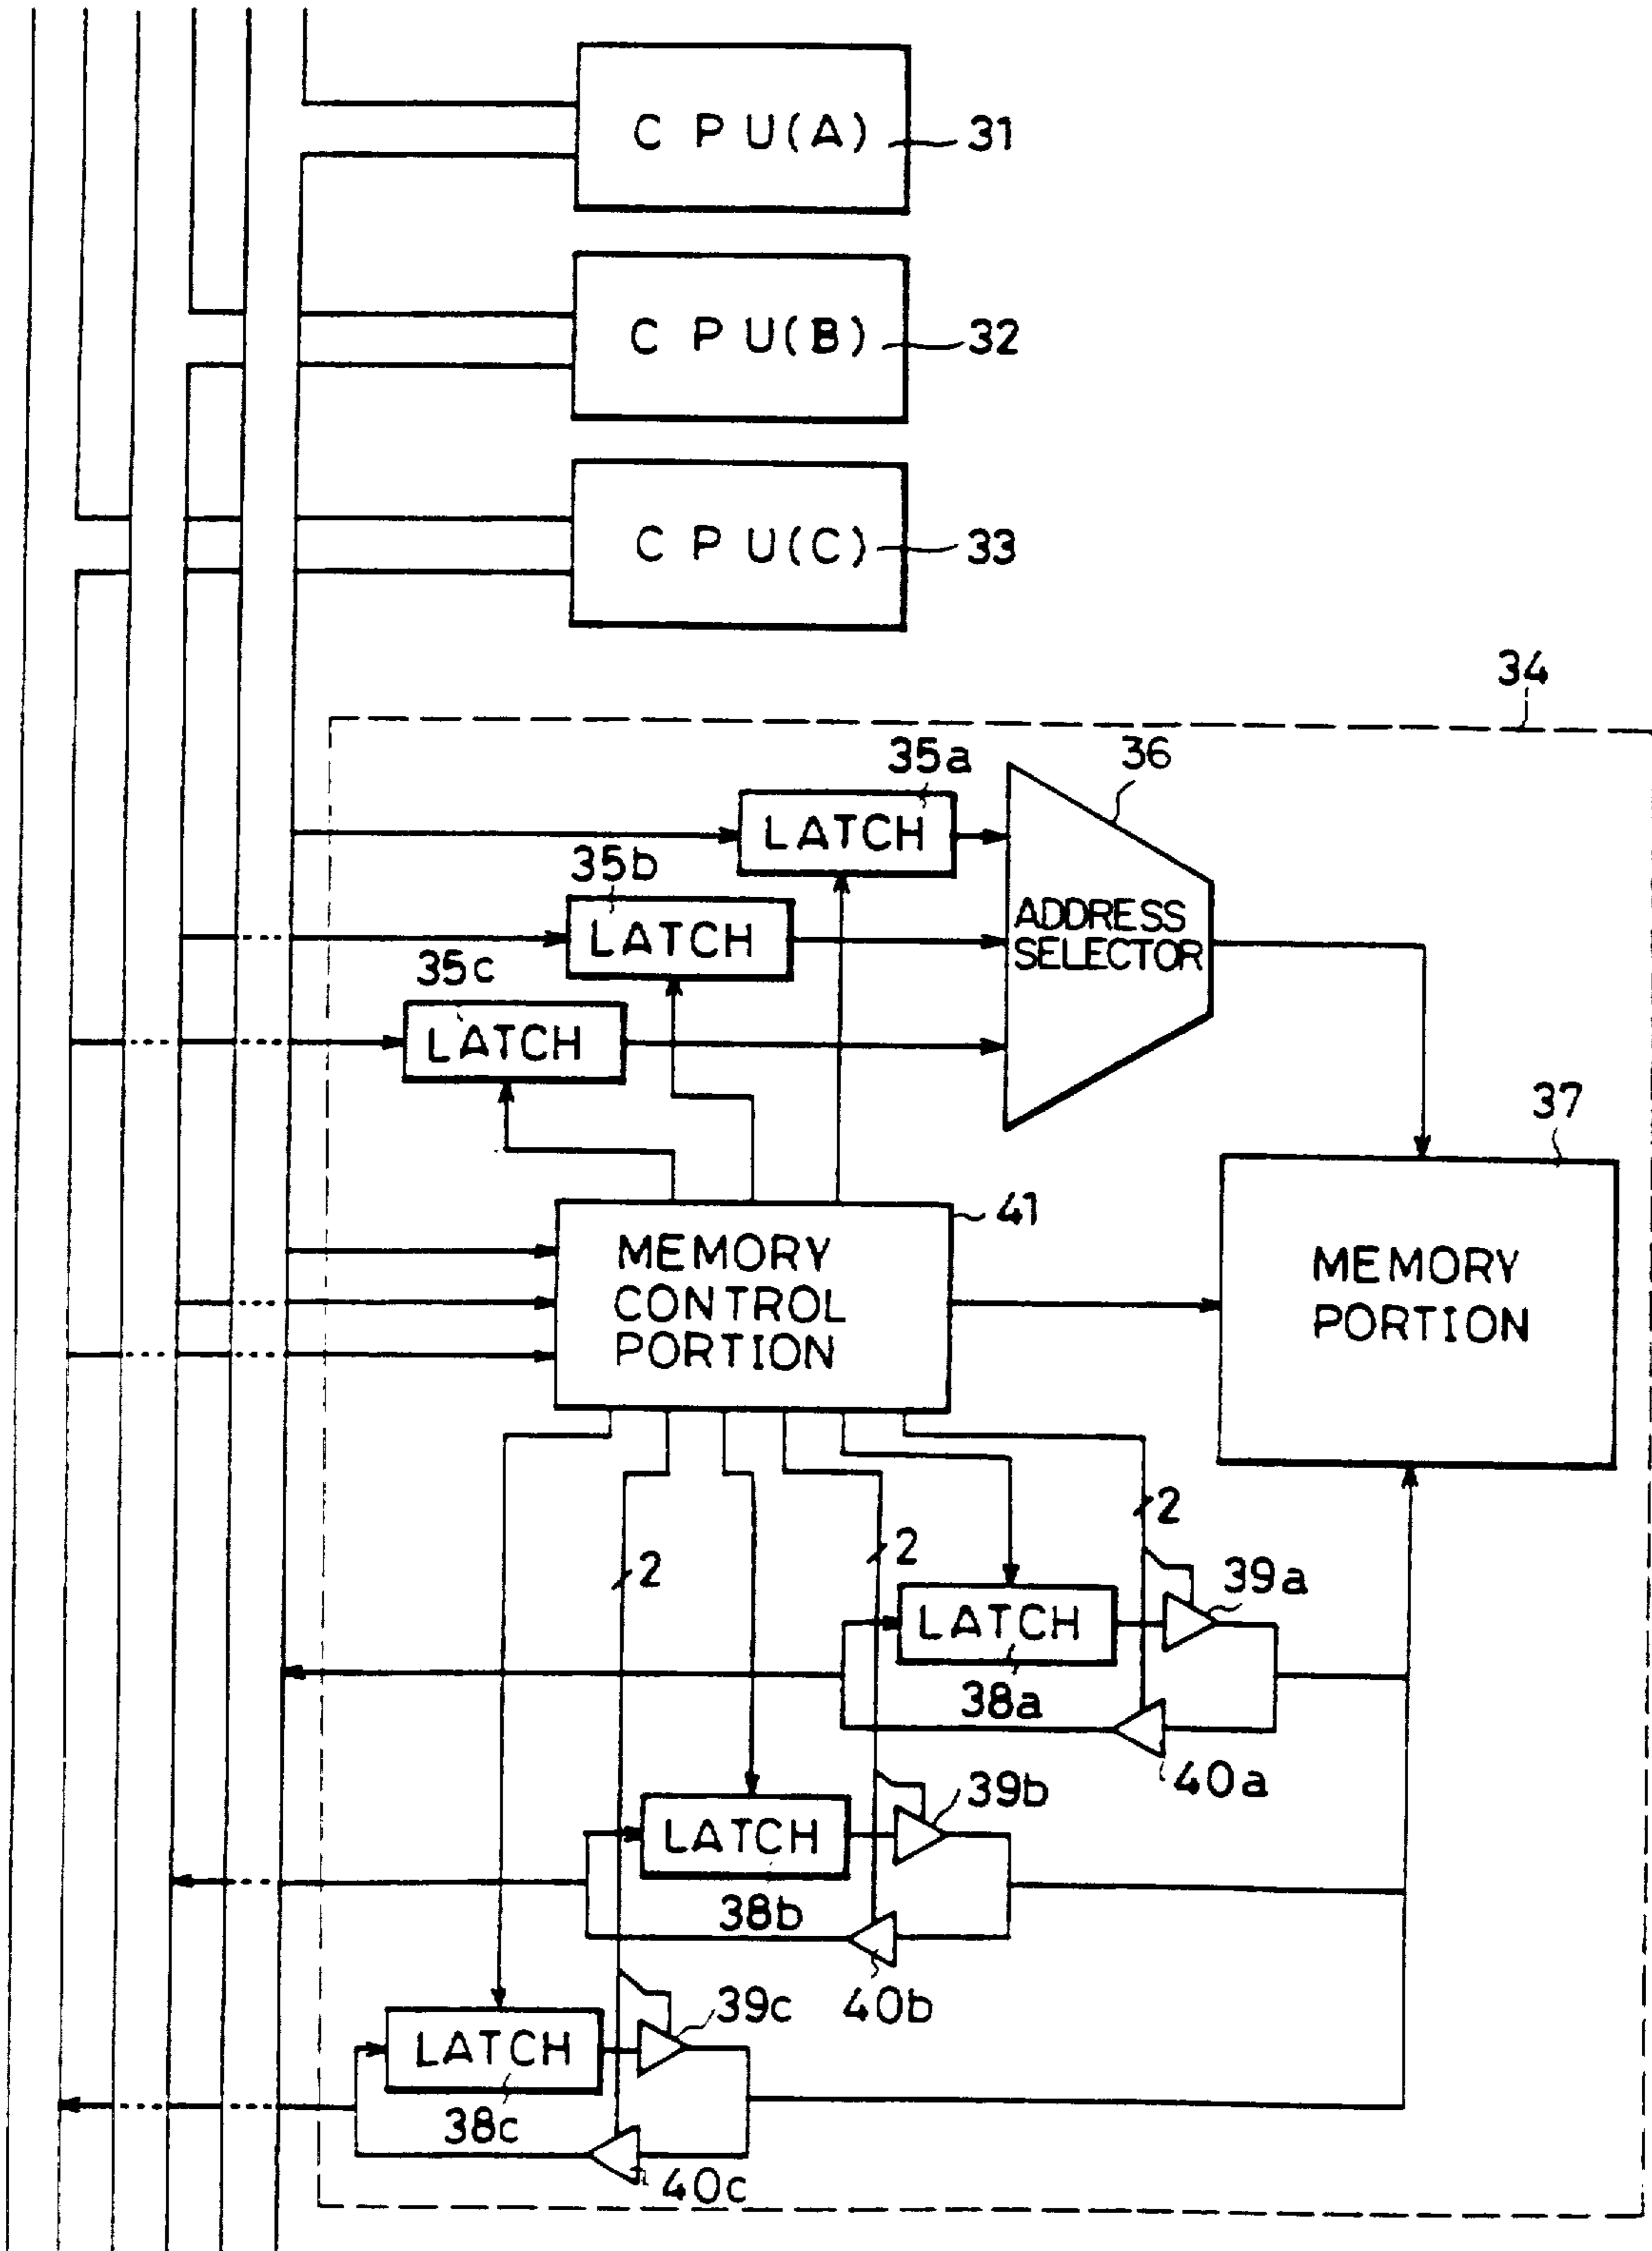 C P U(A) 31
C P U(B) 32
C P U(C) 33
34
35a
36
LATCH
35b
LATCH
ADDRESS
SELECTOR
35c
LATCH
37
41
MEMORY
CONTROL
PORTION
MEMORY
PORTION
2
2
2
39a
LATCH
38a
40a
39b
LATCH
38b
40b
39c
LATCH
38c
40c